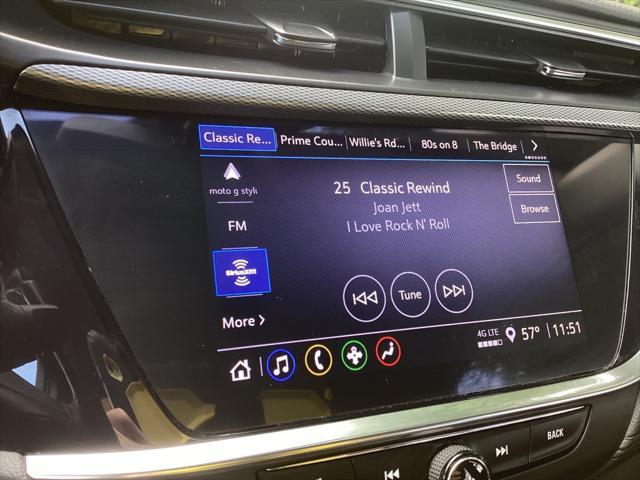 Classic Re... Prime Cou... Willie's Rd... 80s on 8 The Bridge
moto g styl
25 Classic Rewind
Sound
Joan Jett
Browse
FM
I Love Rock N' Roll
SiriusXM
Tune
More
4G LTE 57° 11:51
BACK